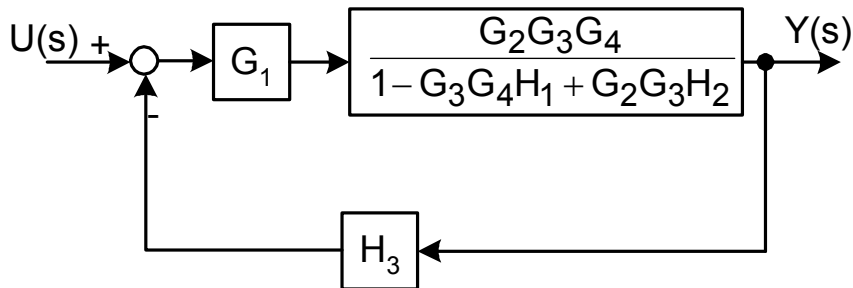 U(s) + G₁ G₂G₃G₄ Y(s)
1−G₃G₄H₁+G₂G₃H₂
-
H₃